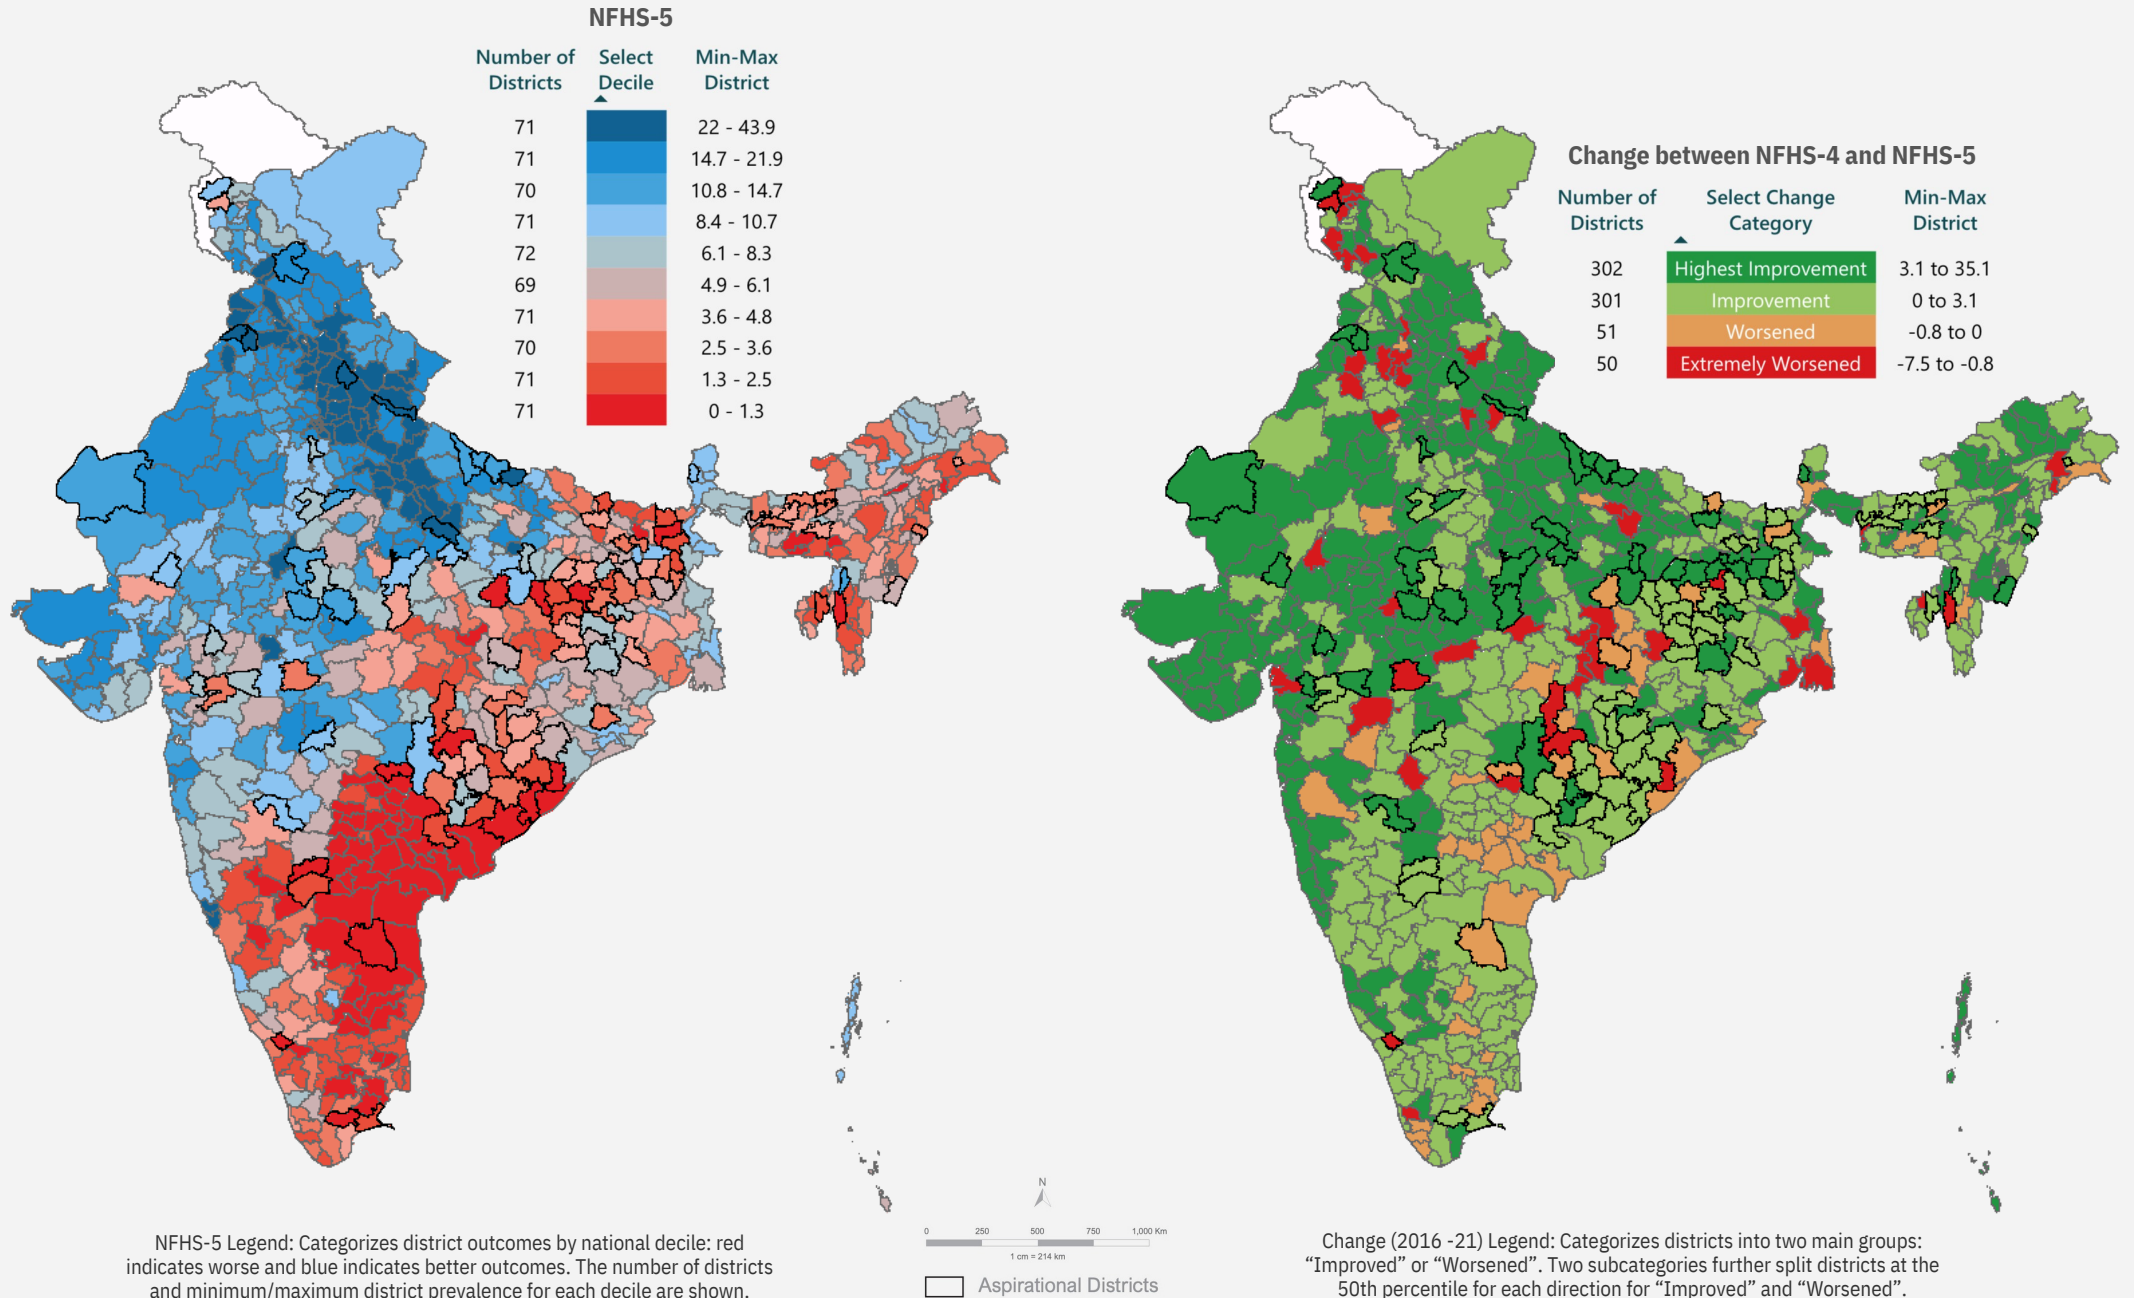 NFHS-5
Number of Districts Select Decile Min-Max District
71 22 - 43.9
71 14.7 - 21.9
70 10.8 - 14.7
71 8.4 - 10.7
72 6.1 - 8.3
69 4.9 - 6.1
71 3.6 - 4.8
70 2.5 - 3.6
71 1.3 - 2.5
71 0 - 1.3
Change between NFHS-4 and NFHS-5
Number of Districts Select Change Category Min-Max District
302 Highest Improvement 3.1 to 35.1
301 Improvement 0 to 3.1
51 Worsened -0.8 to 0
50 Extremely Worsened -7.5 to -0.8
NFHS-5 Legend: Categorizes district outcomes by national decile: red
indicates worse and blue indicates better outcomes. The number of districts
and minimum/maximum district prevalence for each decile are shown.
N
0 250 500 750 1,000 Km
1 cm = 214 km
Aspirational Districts
Change (2016 -21) Legend: Categorizes districts into two main groups:
“Improved” or “Worsened”. Two subcategories further split districts at the
50th percentile for each direction for “Improved” and “Worsened”.